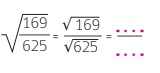 √169/625 = √169/√625 = ..../....